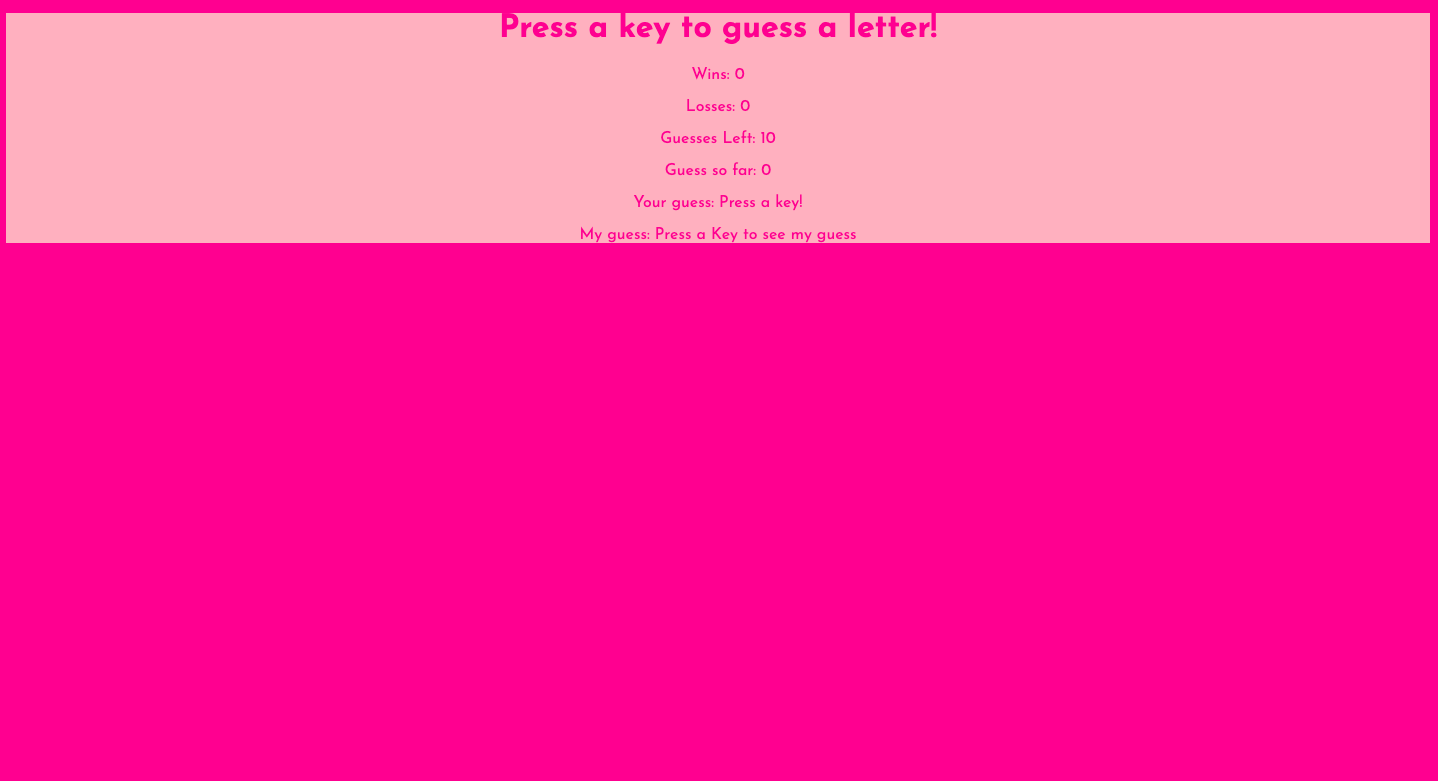 Press a key to guess a letter!
Wins: 0
Losses: 0
Guesses Left: 10
Guess so far: 0
Your guess: Press a key!
My guess: Press a Key to see my guess